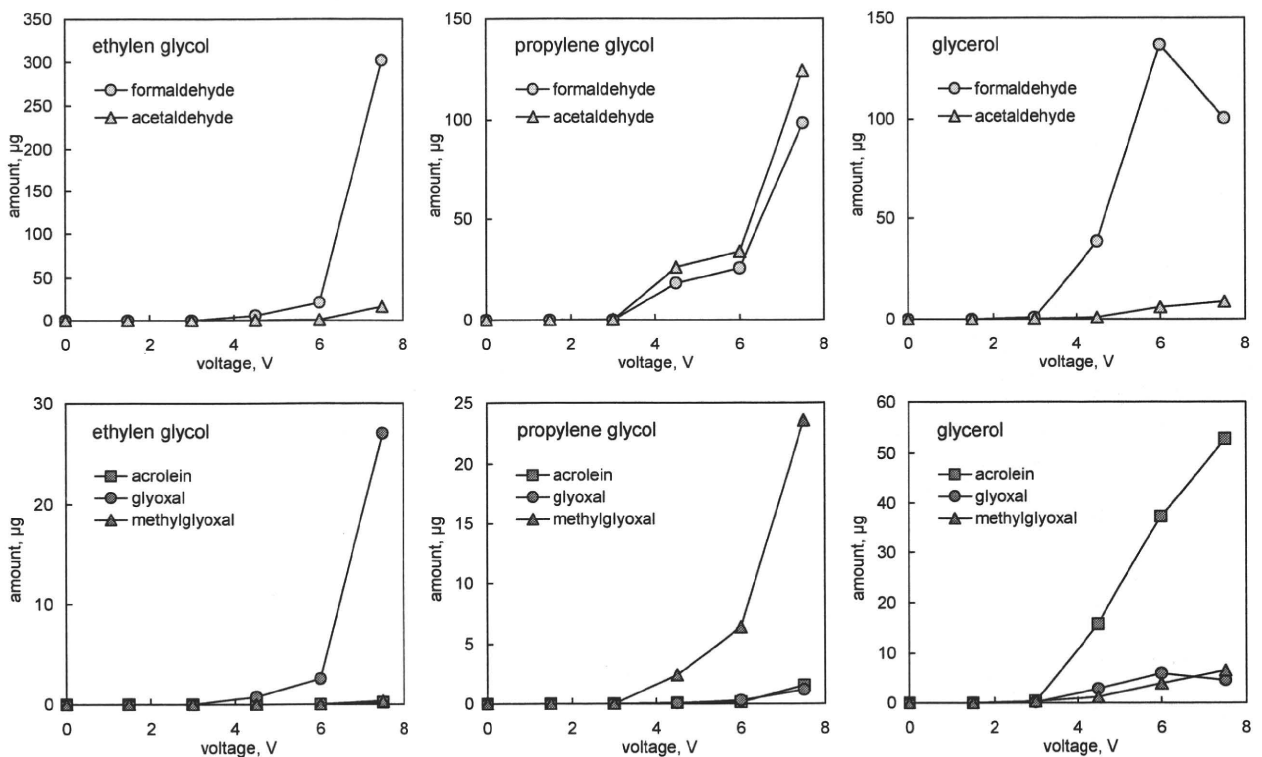 ethylen glycol
formaldehyde
acetaldehyde
amount, µg
350
300
250
200
150
100
50
0
0 2 4 6 8
voltage, V
propylene glycol
formaldehyde
acetaldehyde
amount, µg
150
100
50
0
0 2 4 6 8
voltage, V
glycerol
formaldehyde
acetaldehyde
amount, µg
150
100
50
0
0 2 4 6 8
voltage, V
ethylen glycol
acrolein
glyoxal
methylglyoxal
amount, µg
30
20
10
0
0 2 4 6 8
voltage, V
propylene glycol
acrolein
glyoxal
methylglyoxal
amount, µg
25
20
15
10
5
0
0 2 4 6 8
voltage, V
glycerol
acrolein
glyoxal
methylglyoxal
amount, µg
60
50
40
30
20
10
0
0 2 4 6 8
voltage, V